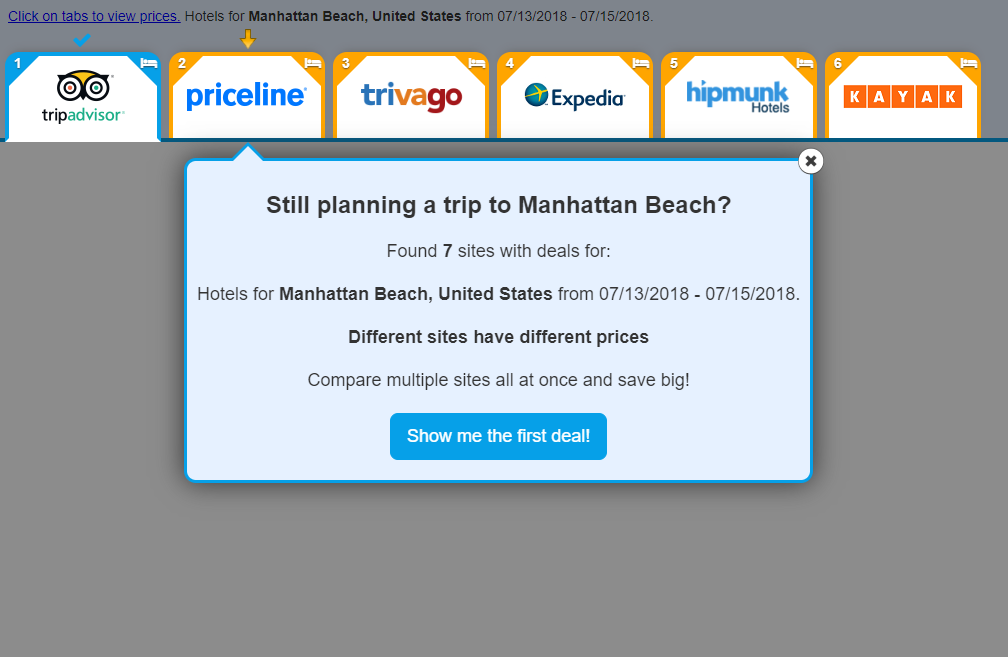 Click on tabs to view prices. Hotels for Manhattan Beach, United States from 07/13/2018 - 07/15/2018.
1 2 3 4 5 6
tripadvisor® priceline® trivago Expedia® hipmunk Hotels KAYAK
Still planning a trip to Manhattan Beach?
Found 7 sites with deals for:
Hotels for Manhattan Beach, United States from 07/13/2018 - 07/15/2018.
Different sites have different prices
Compare multiple sites all at once and save big!
Show me the first deal!